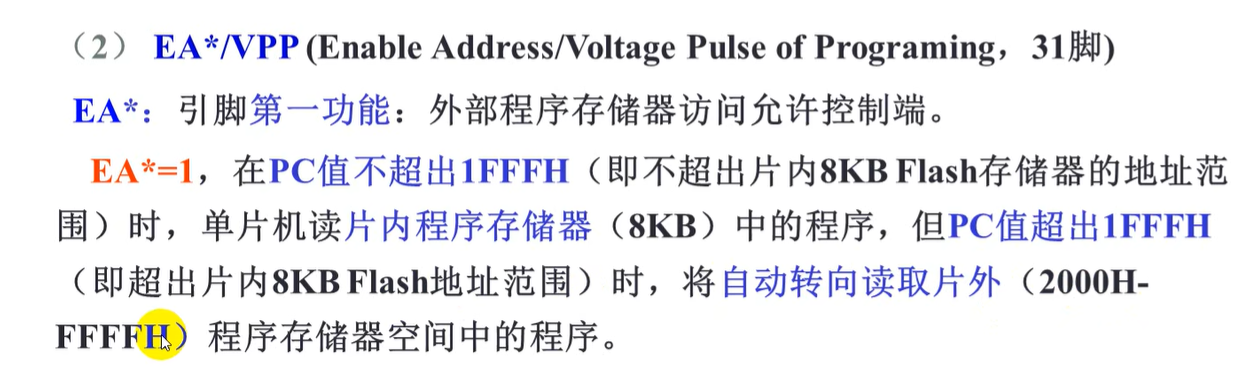 （2） EA*/VPP (Enable Address/Voltage Pulse of Programing，31脚)
EA*：引脚第一功能：外部程序存储器访问允许控制端。
EA*=1，在PC值不超出1FFFH（即不超出片内8KB Flash存储器的地址范
围）时，单片机读片内程序存储器（8KB）中的程序，但PC值超出1FFFH
（即超出片内8KB Flash地址范围）时，将自动转向读取片外（2000H-
FFFFH）程序存储器空间中的程序。